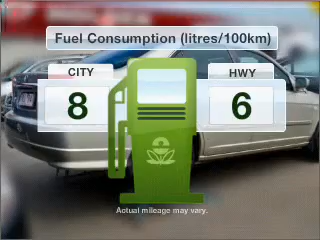 Fuel Consumption (litres/100km)
CITY HWY
8 6
Actual mileage may vary.